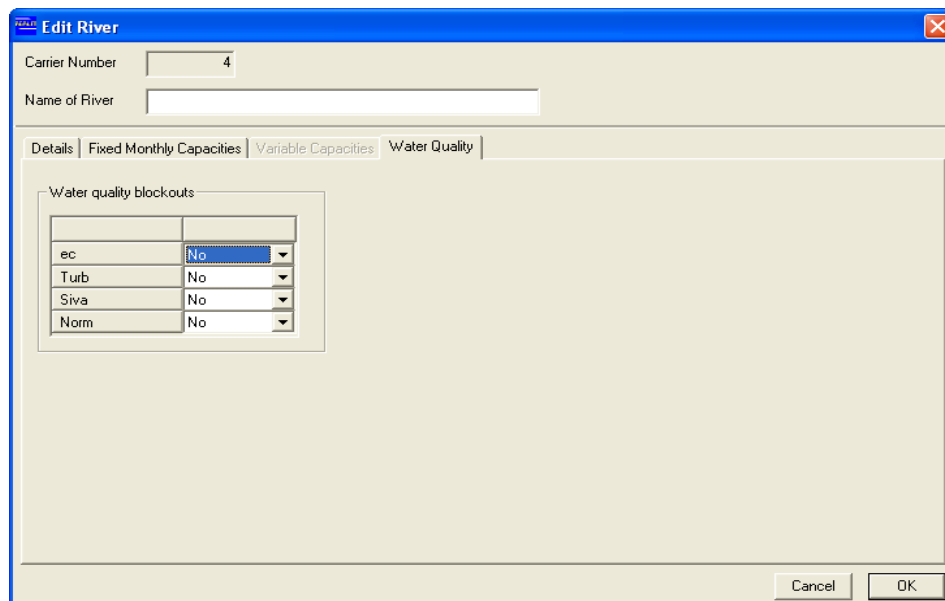 Edit River
Carrier Number 4
Name of River
Details Fixed Monthly Capacities Variable Capacities Water Quality
Water quality blockouts
ec No
Turb No
Siva No
Norm No
Cancel OK